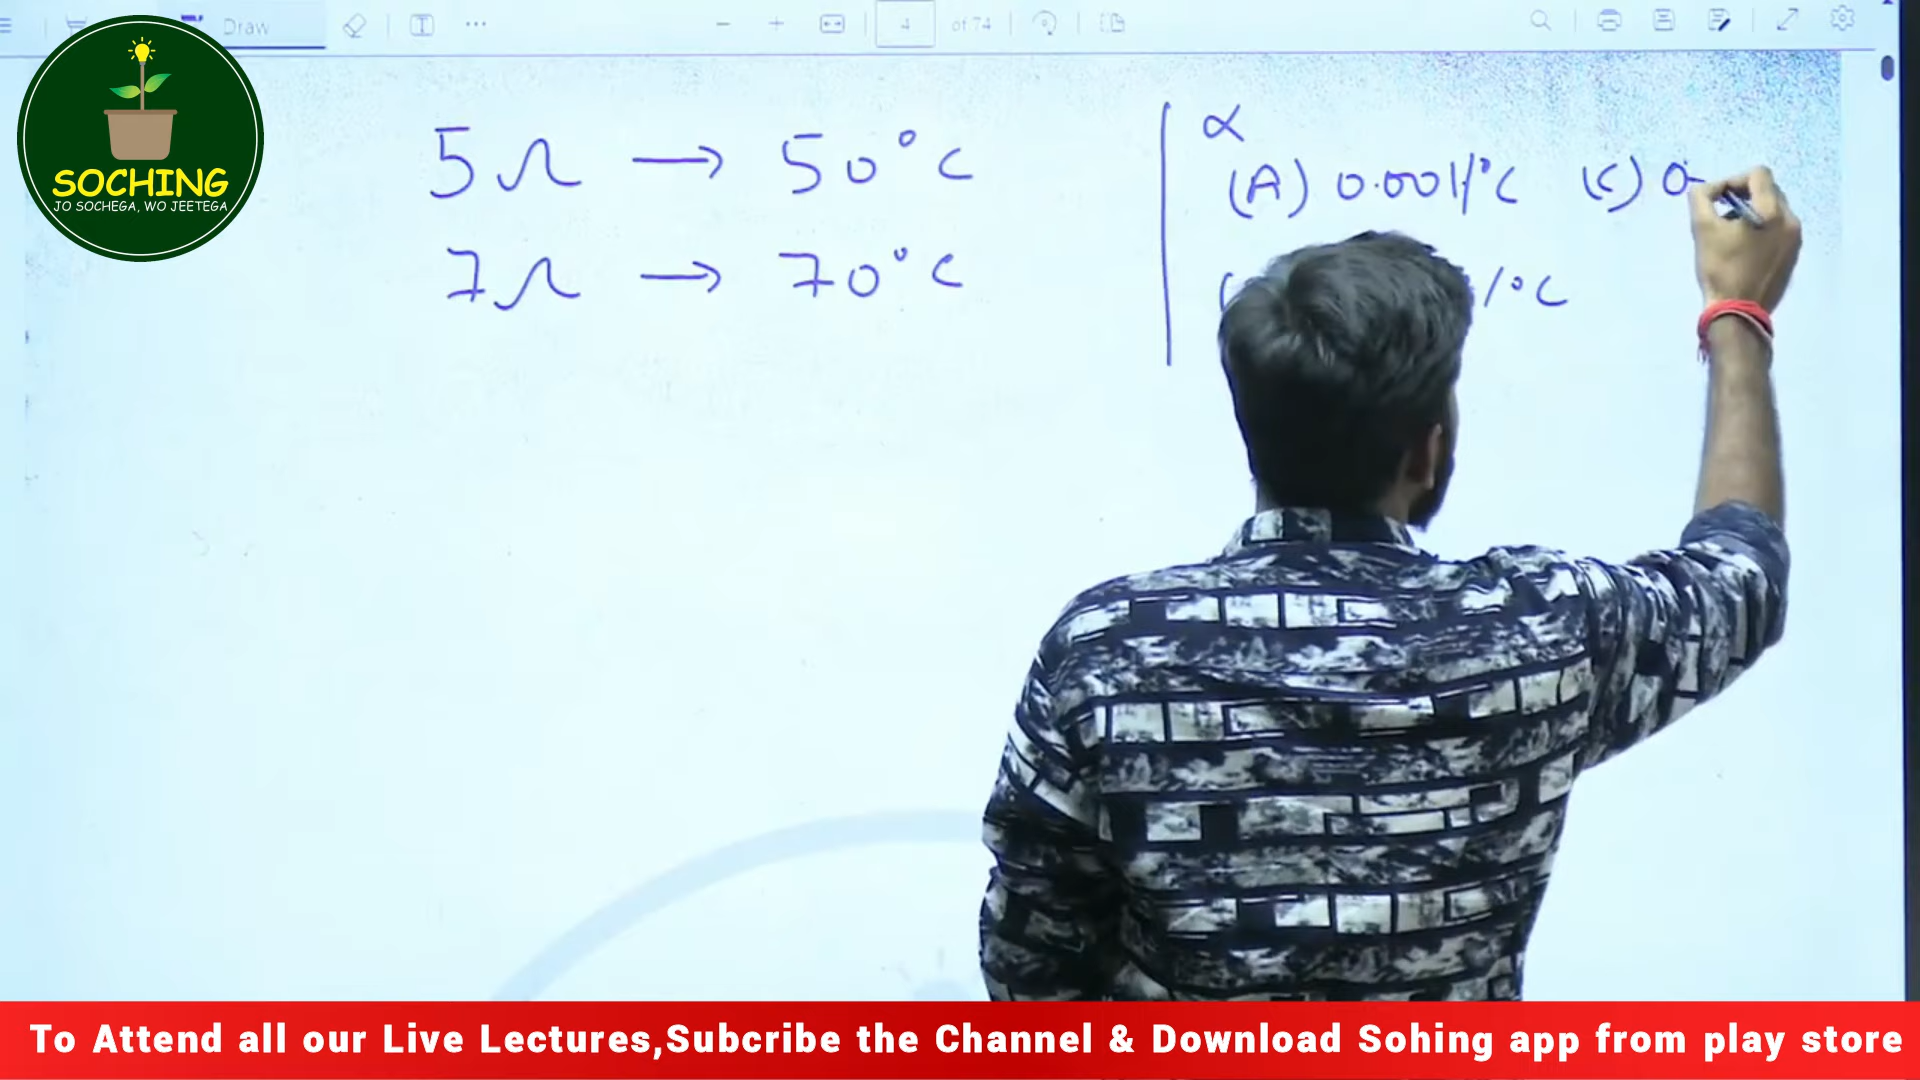 Draw
4 of 74
SOCHING
JO SOCHEGA, WO JEETEGA
5Ω → 50°C
7Ω → 70°C
α
(A) 0.001/°C (C) 0
/°C
To Attend all our Live Lectures,Subcribe the Channel & Download Sohing app from play store